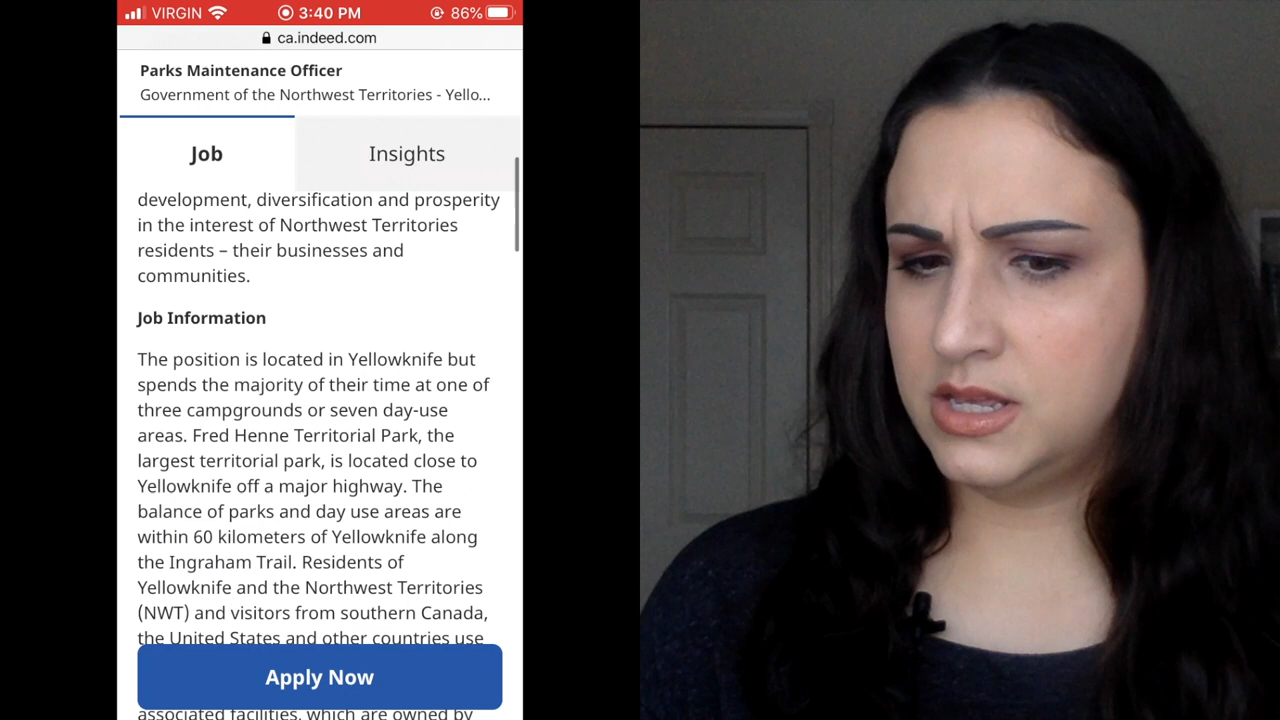 VIRGIN 3:40 PM 86%
ca.indeed.com
Parks Maintenance Officer
Government of the Northwest Territories - Yello...
Job Insights
development, diversification and prosperity
in the interest of Northwest Territories
residents – their businesses and
communities.
Job Information
The position is located in Yellowknife but
spends the majority of their time at one of
three campgrounds or seven day-use
areas. Fred Henne Territorial Park, the
largest territorial park, is located close to
Yellowknife off a major highway. The
balance of parks and day use areas are
within 60 kilometers of Yellowknife along
the Ingraham Trail. Residents of
Yellowknife and the Northwest Territories
(NWT) and visitors from southern Canada,
the United States and other countries use
Apply Now
associated facilities, which are owned by